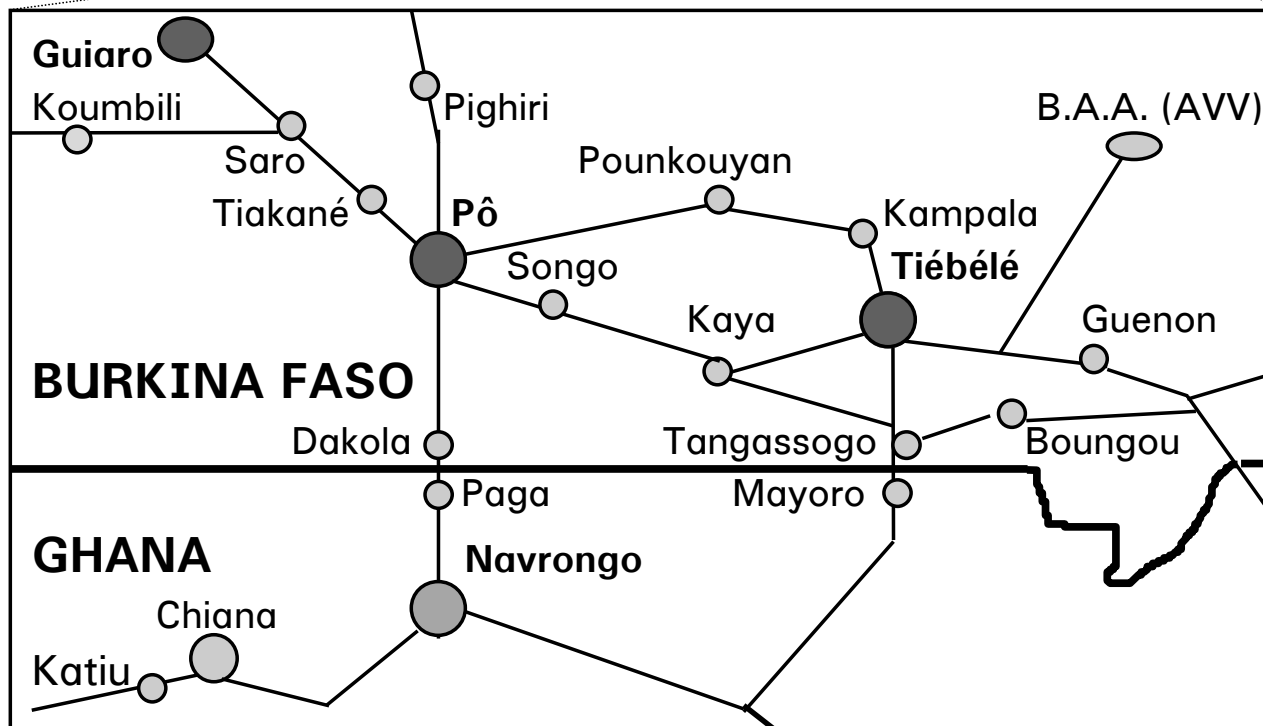 Guiaro
Koumbili
Pighiri
B.A.A. (AVV)
Saro
Pounkouyan
Tiakané
Pô
Kampala
Songo
Tiébélé
Kaya
Guenon
BURKINA FASO
Dakola
Tangassogo
Boungou
Paga
Mayoro
GHANA
Navrongo
Chiana
Katiu